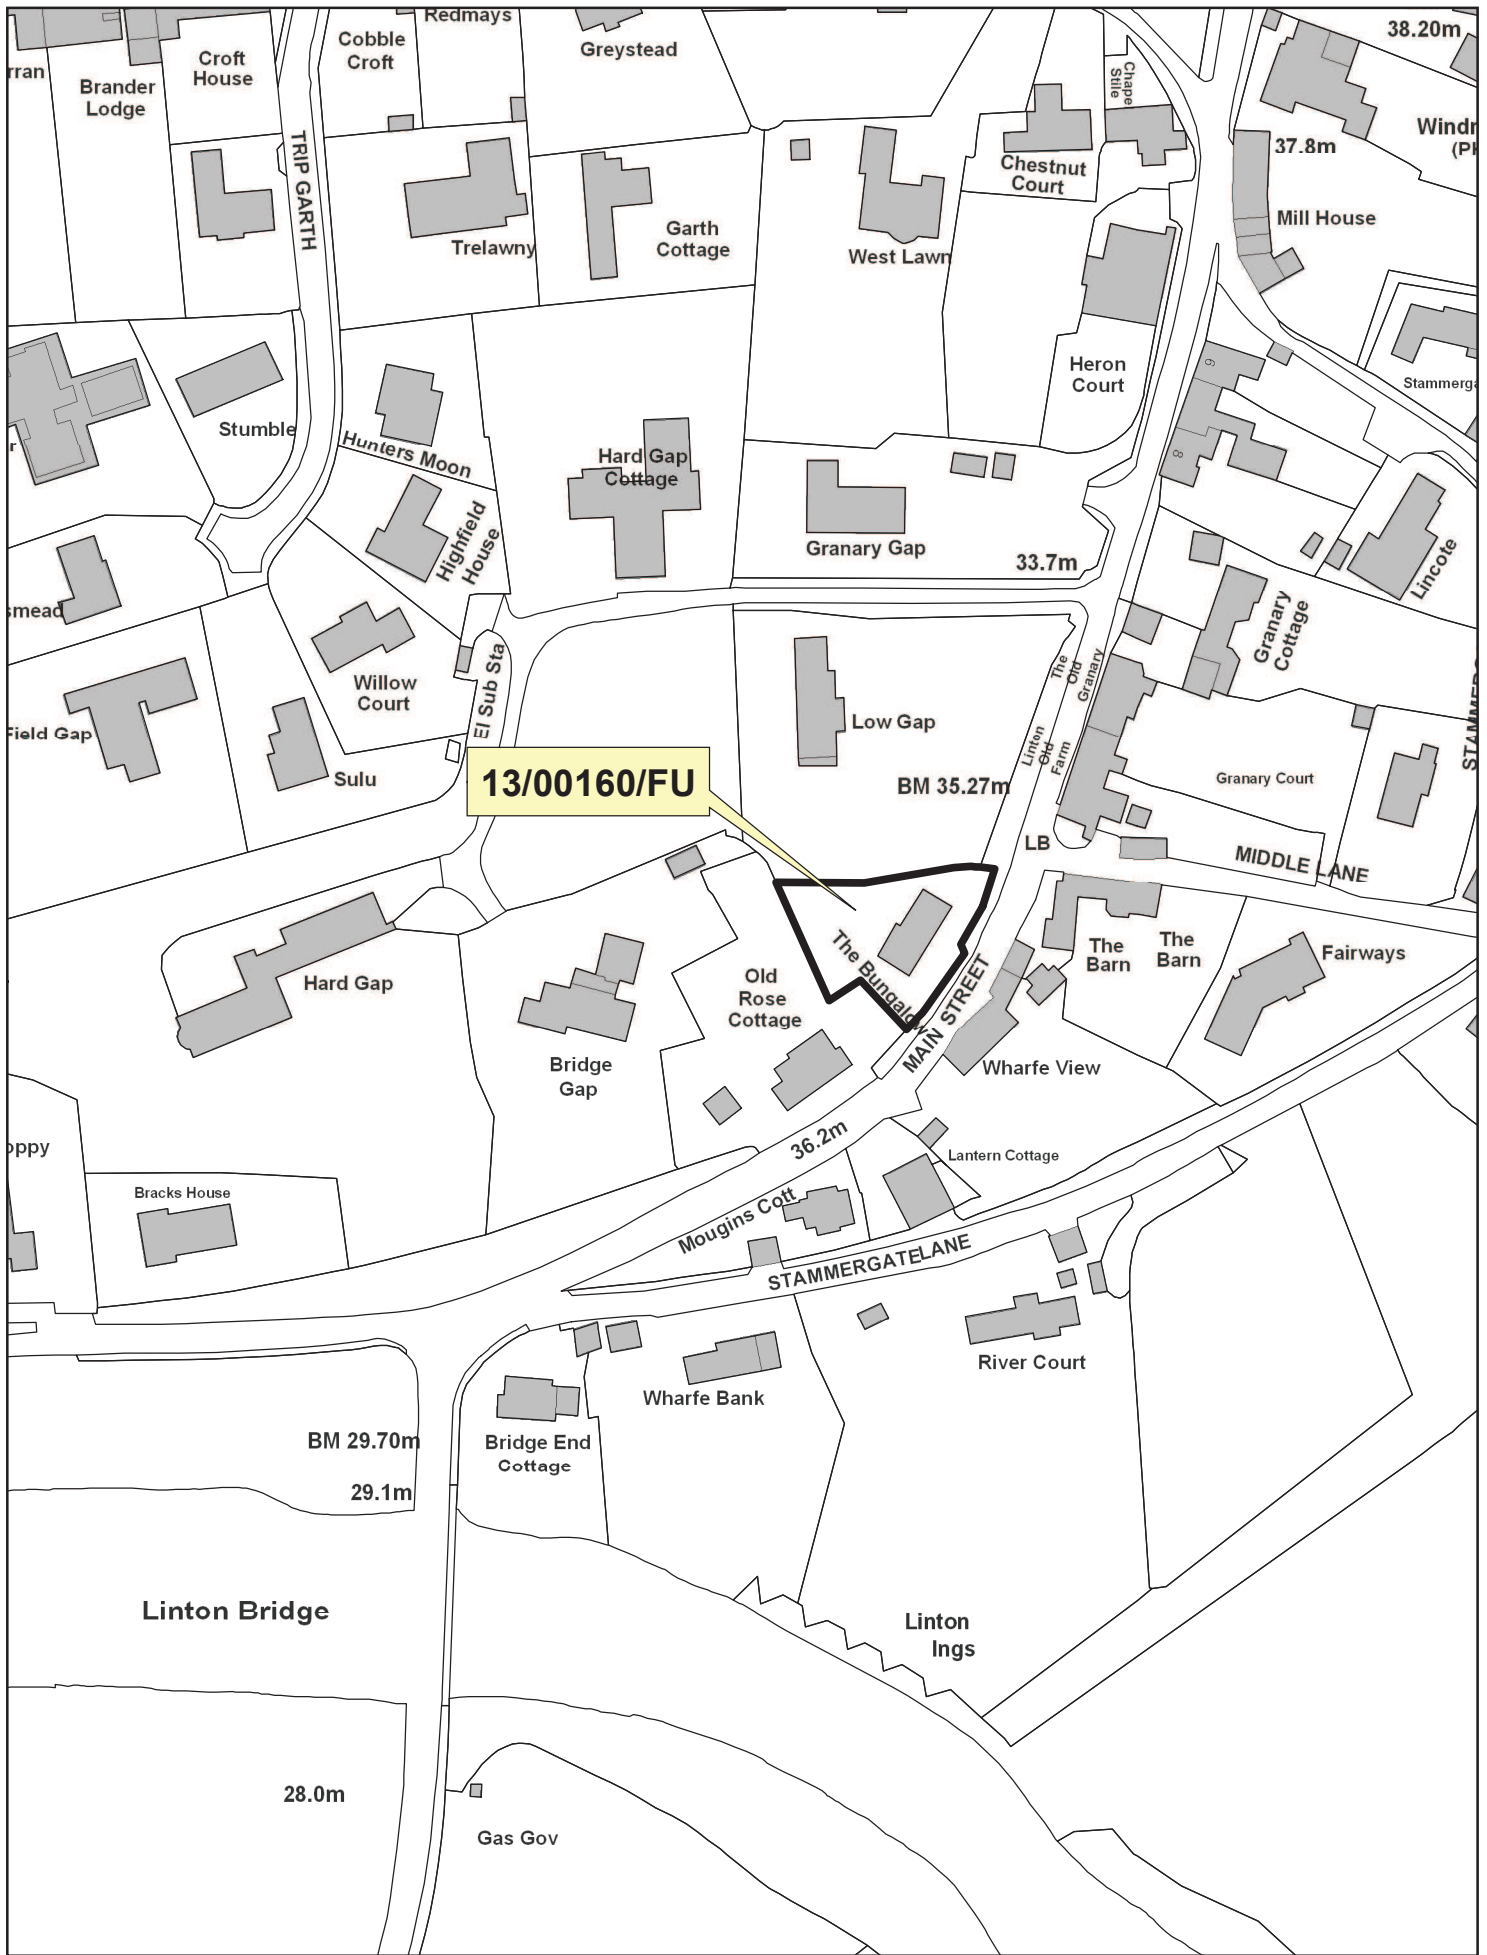 Redmays
Cobble
Croft
Greystead
38.20m
Croft
House
Brander
Lodge
rran
Chape
Stile
TRIP GARTH
37.8m
Chestnut
Court
Trelawny
Garth
Cottage
West Lawn
Mill House
Heron
Court
6
8
Stumble
Hunters Moon
Hard Gap
Cottage
Granary Gap
33.7m
Highfield
House
Lincote
smead
Granary
Cottage
Willow
Court
El Sub Sta
The
Old
Granary
Low Gap
Field Gap
Sulu
Linton
Old
Farm
Granary Court
13/00160/FU
BM 35.27m
LB
MIDDLE LANE
The Bungalow
MAIN STREET
The
Barn
The
Barn
Fairways
Hard Gap
Old
Rose
Cottage
Bridge
Gap
Wharfe View
36.2m
Lantern Cottage
oppy
Bracks House
Mougins Cott
STAMMERGATE LANE
River Court
Wharfe Bank
BM 29.70m
Bridge End
Cottage
29.1m
Linton Bridge
Linton
Ings
28.0m
Gas Gov